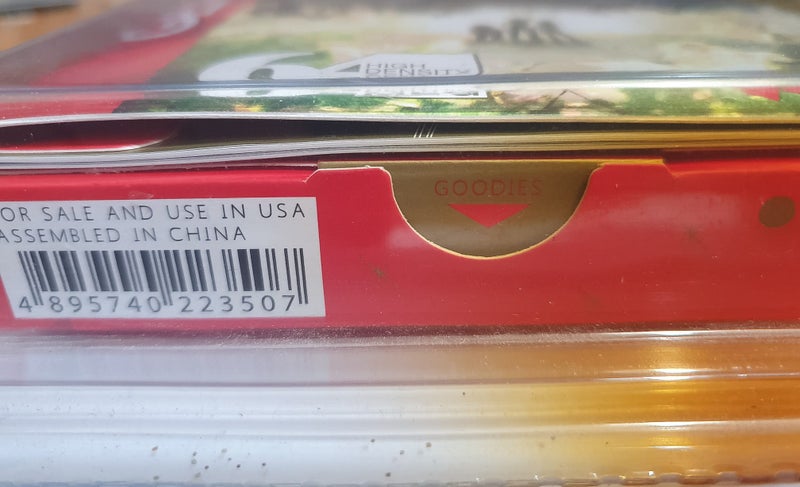 HIGH
DENSITY
GOODIES
OR SALE AND USE IN USA
ASSEMBLED IN CHINA
4 895740 223507